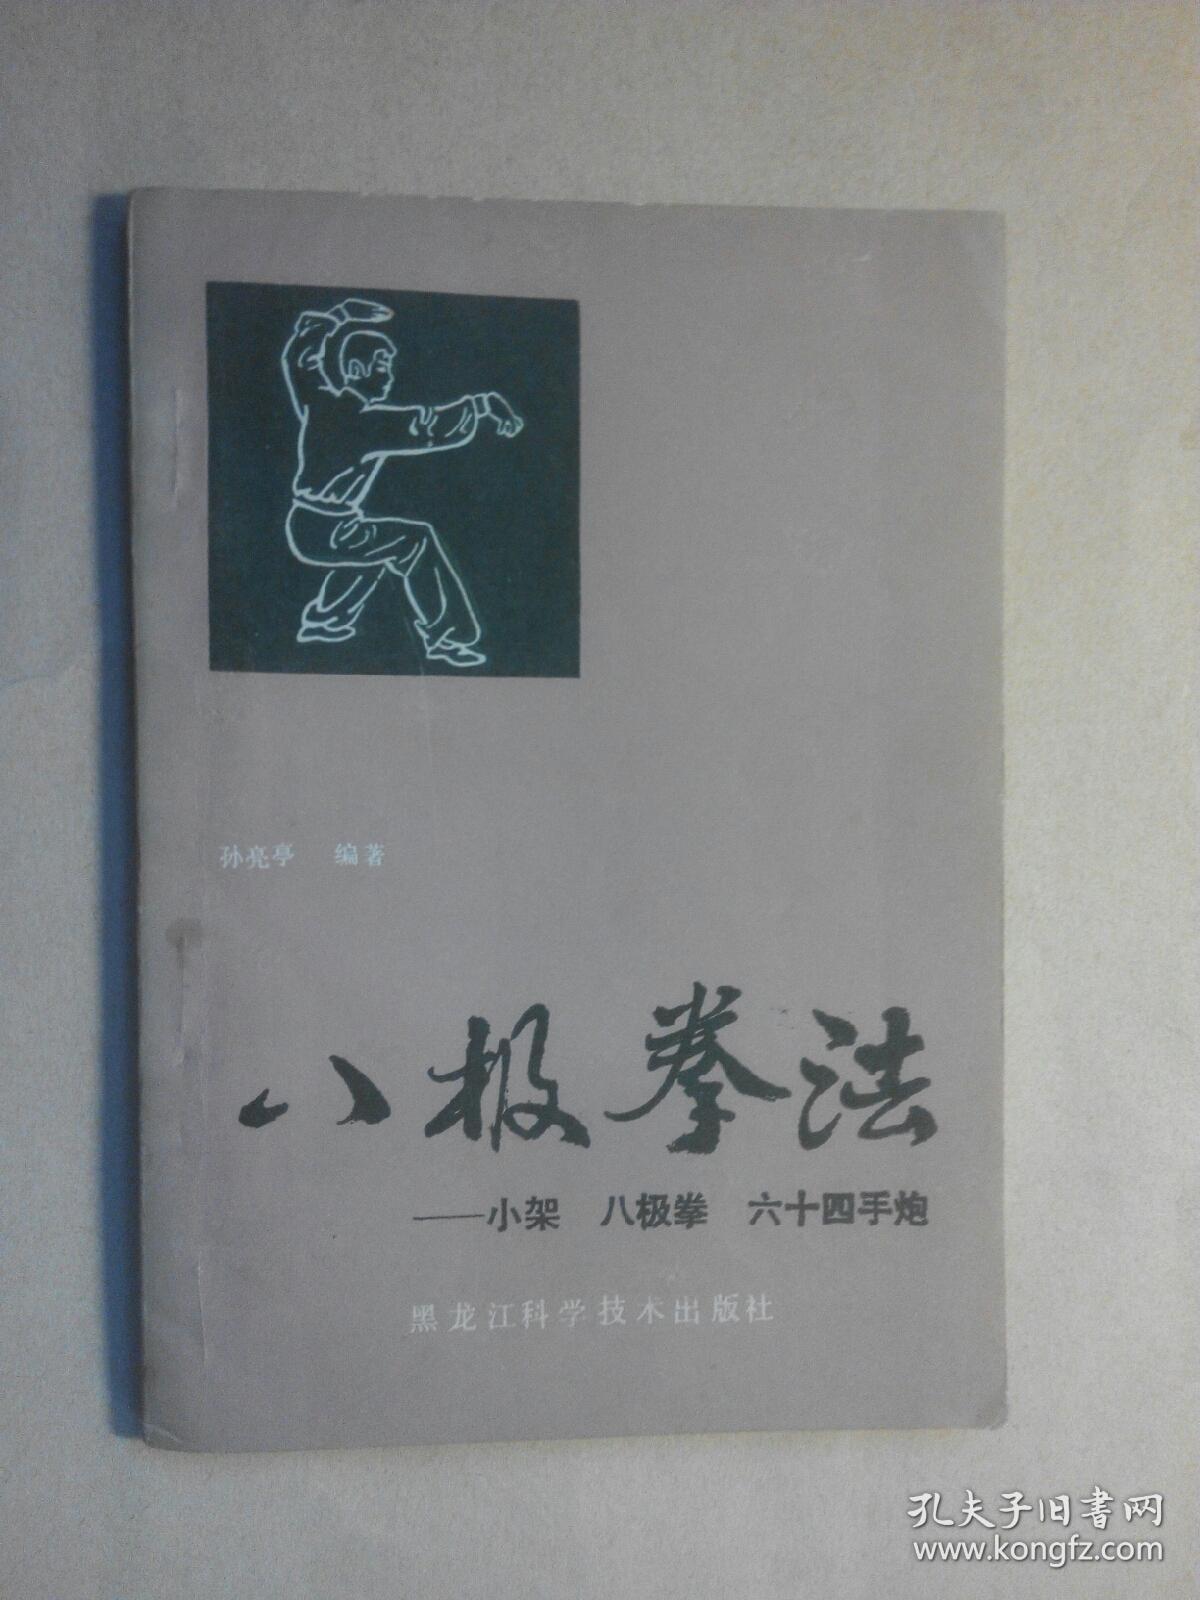 孙亮亭 编著
八极拳法
——小架 八极拳 六十四手炮
黑龙江科学技术出版社
孔夫子旧书网
www.kongfz.com